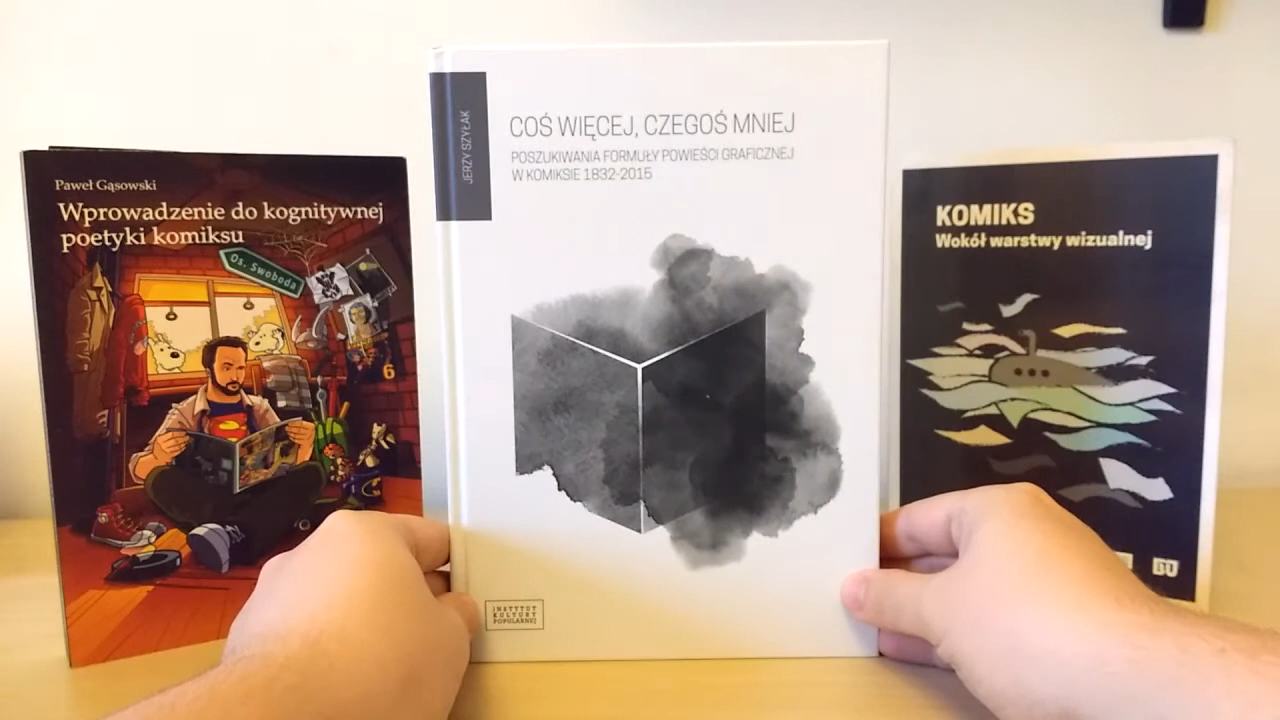 Paweł Gąsowski
Wprowadzenie do kognitywnej
poetyki komiksu
Os. Swoboda
6
JERZY SZYŁAK
COŚ WIĘCEJ, CZEGOŚ MNIEJ
POSZUKIWANIA FORMUŁY POWIEŚCI GRAFICZNEJ
W KOMIKSIE 1832-2015
INSTYTUT
KULTURY
POPULARNEJ
KOMIKS
Wokół warstwy wizualnej